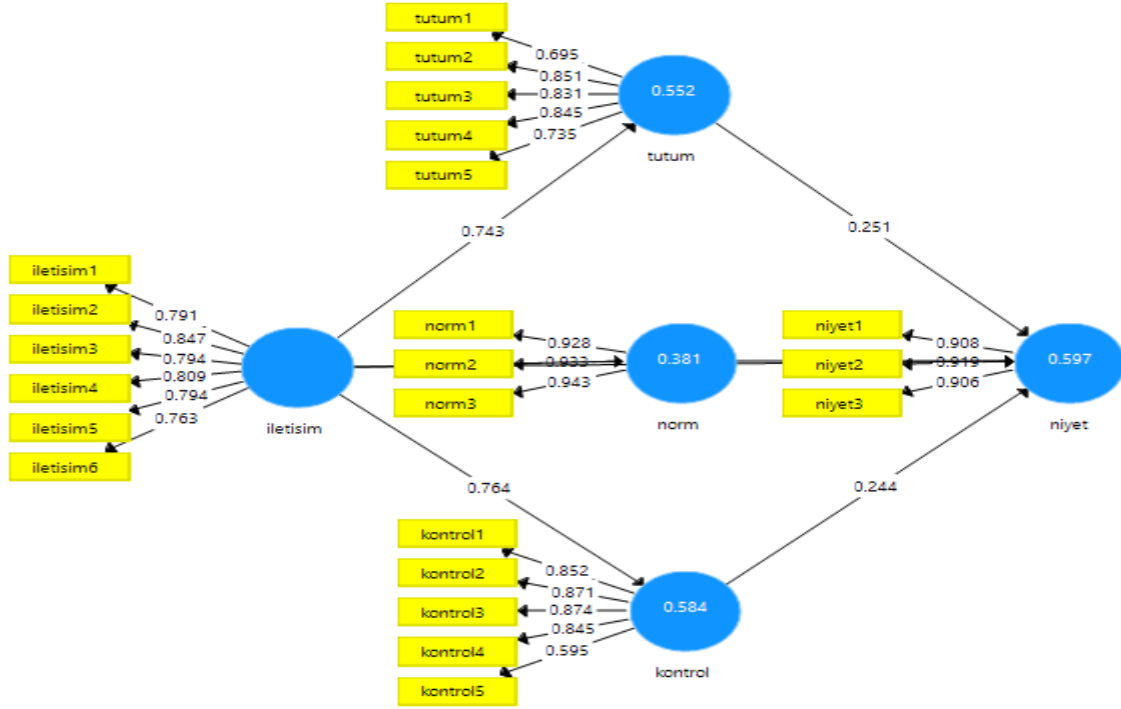 tutum1
tutum2
tutum3
tutum4
tutum5
0.695
0.851
0.831
0.845
0.735
0.552
tutum
0.743
0.251
iletisim1
iletisim2
iletisim3
iletisim4
iletisim5
iletisim6
0.791
0.847
0.794
0.809
0.794
0.763
iletisim
norm1
norm2
norm3
0.928
0.933
0.943
0.381
norm
niyet1
niyet2
niyet3
0.908
0.919
0.906
0.597
niyet
0.764
0.244
kontrol1
kontrol2
kontrol3
kontrol4
kontrol5
0.852
0.871
0.874
0.845
0.595
0.584
kontrol